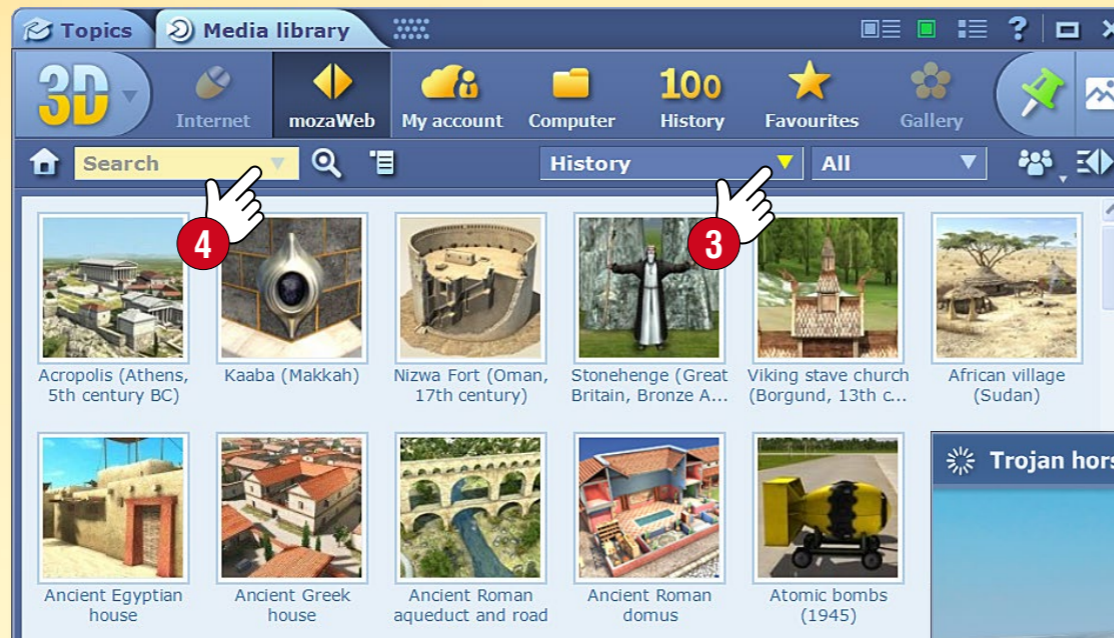 Topics
Media library
?
3D
Internet
mozaWeb
My account
Computer
100
History
Favourites
Gallery
Search
History
All
4
3
Acropolis (Athens,
5th century BC)
Kaaba (Makkah)
Nizwa Fort (Oman,
17th century)
Stonehenge (Great
Britain, Bronze A...
Viking stave church
(Borgund, 13th c...
African village
(Sudan)
Trojan hors
Ancient Egyptian
house
Ancient Greek
house
Ancient Roman
aqueduct and road
Ancient Roman
domus
Atomic bombs
(1945)